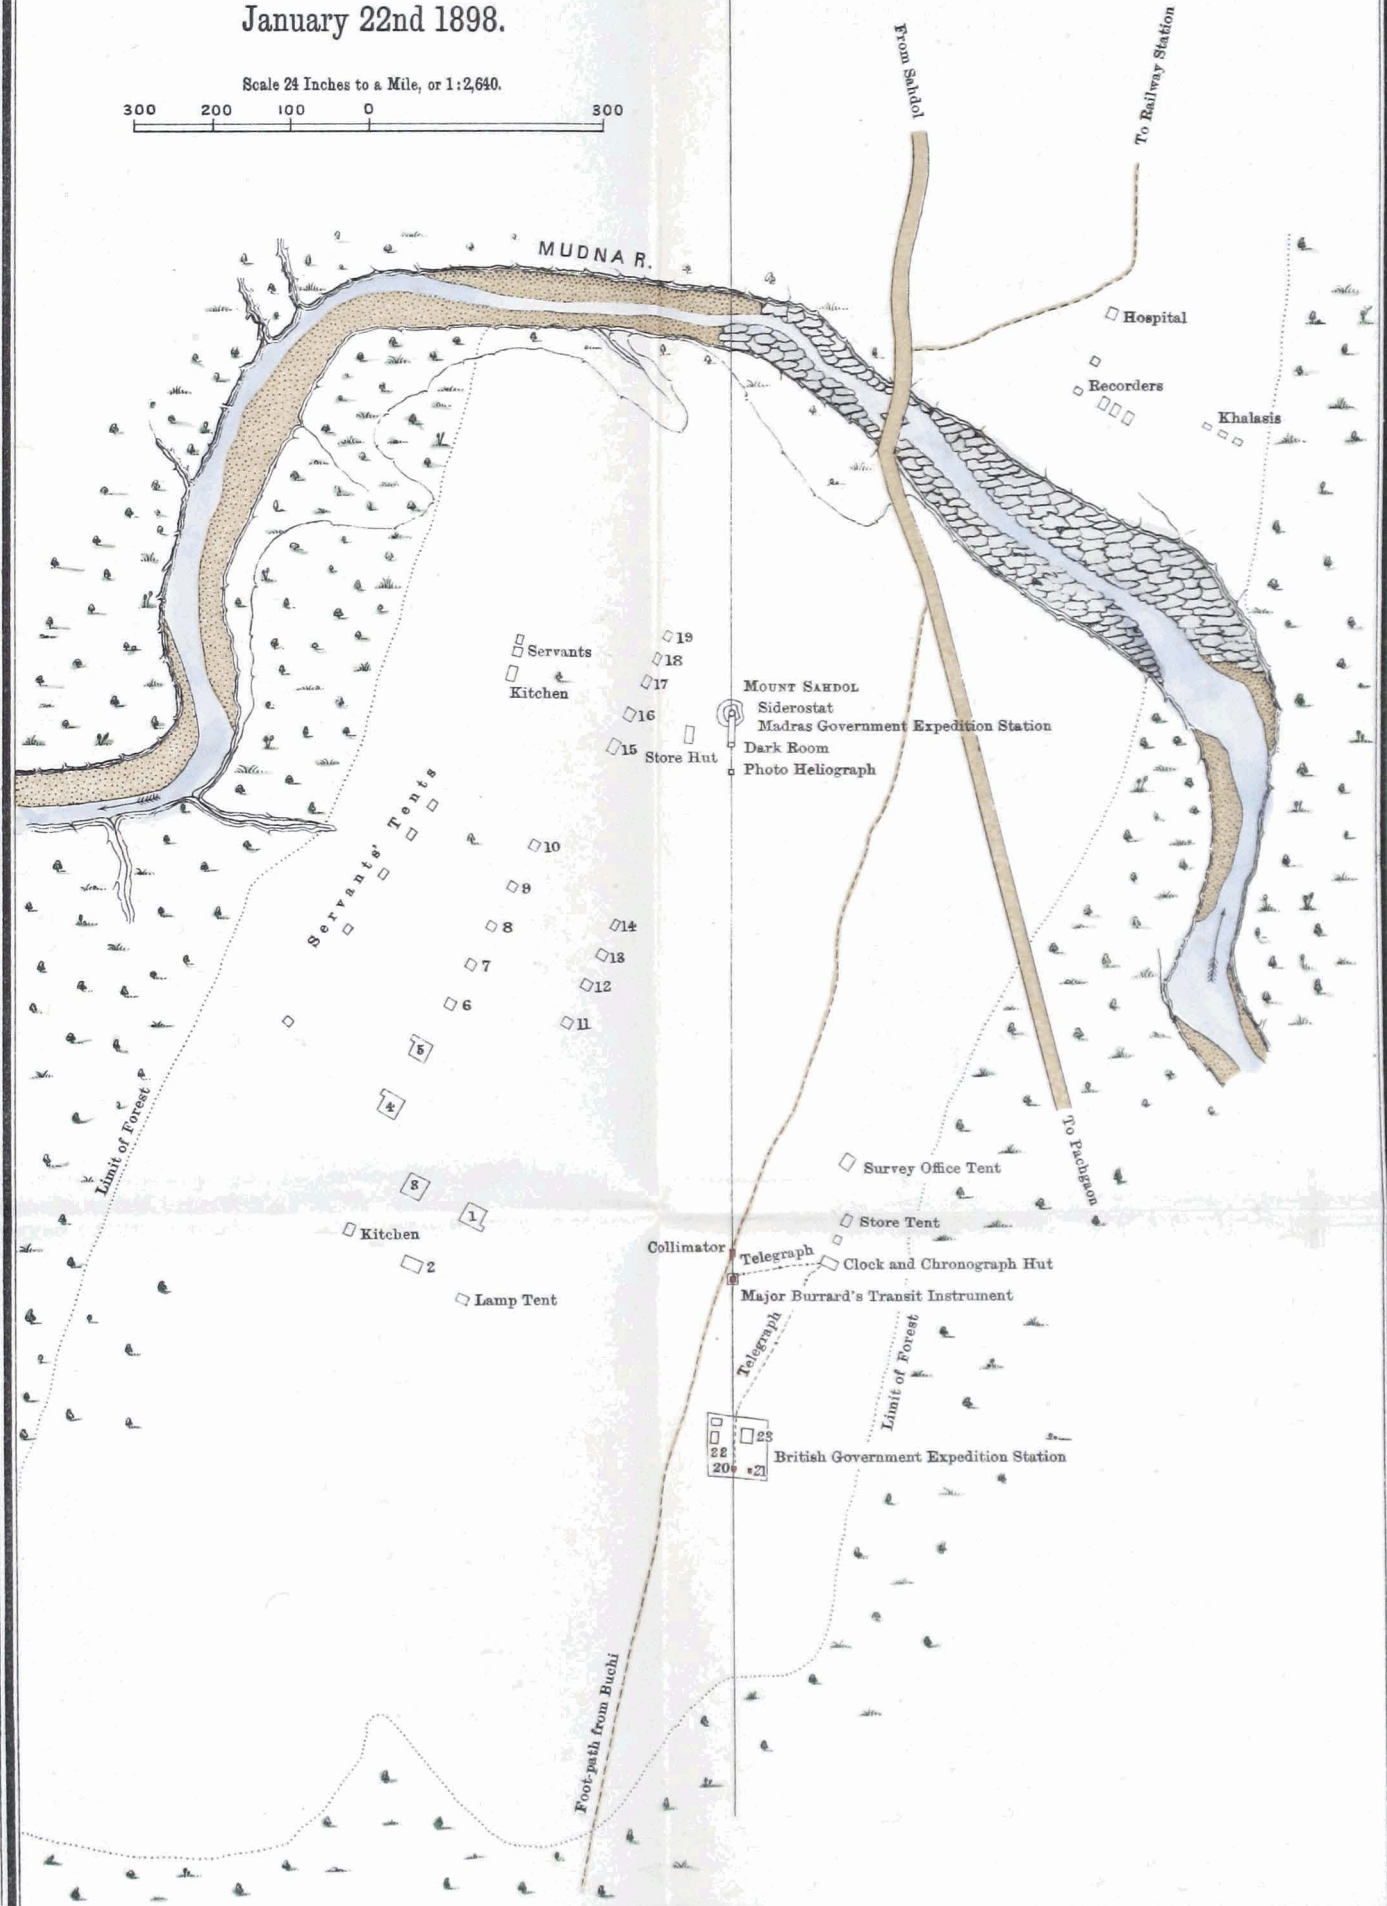 January 22nd 1898.
Scale 24 Inches to a Mile, or 1:2,640.
300 200 100 0 300
From Sahdol
To Railway Station
MUDNA R.
Hospital
Recorders
Khalasis
19
Servants
18
17
Kitchen
MOUNT SAHDOL
Siderostat
16
Madras Government Expedition Station
15
Store Hut
Dark Room
Photo Heliograph
Servants' Tents
10
9
8
14
7
13
12
6
11
5
4
Limit of Forest
To Pachgaon
Survey Office Tent
3
1
Store Tent
Kitchen
Collimator
Telegraph
2
Clock and Chronograph Hut
Major Burrard's Transit Instrument
Lamp Tent
Telegraph
Limit of Forest
23
22
British Government Expedition Station
20
21
Foot-path from Buchi